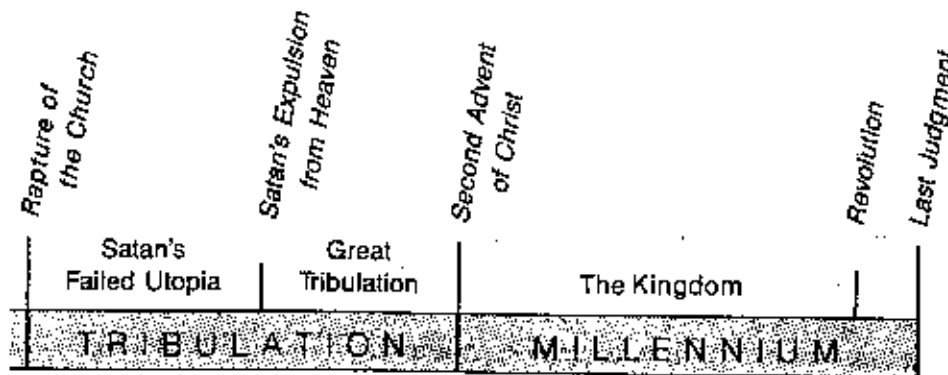 Rapture of
the Church
Satan's Expulsion
from Heaven
Second Advent
of Christ
Revolution
Last Judgment
Satan's
Failed Utopia
Great
Tribulation
The Kingdom
TRIBULATION
MILLENNIUM